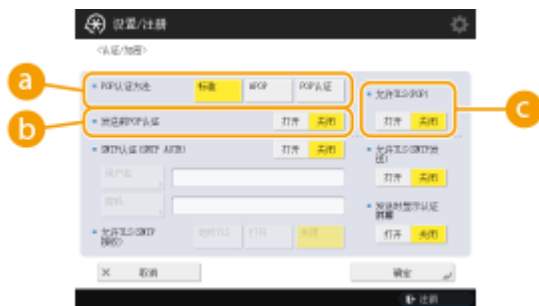 设置/注册
<认证/加密>
a
POP认证方法
标准
APOP
POP认证
允许TLS(POP)
打开
关闭
c
b
发送前POP认证
打开
关闭
SMTP认证(SMTP AUTH)
打开
关闭
允许TLS(SMTP发送)
用户名
打开
关闭
密码
发送时显示认证屏幕
允许TLS(SMTP接收)
始终TLS
打开
关闭
打开
关闭
× 取消
确定
注销